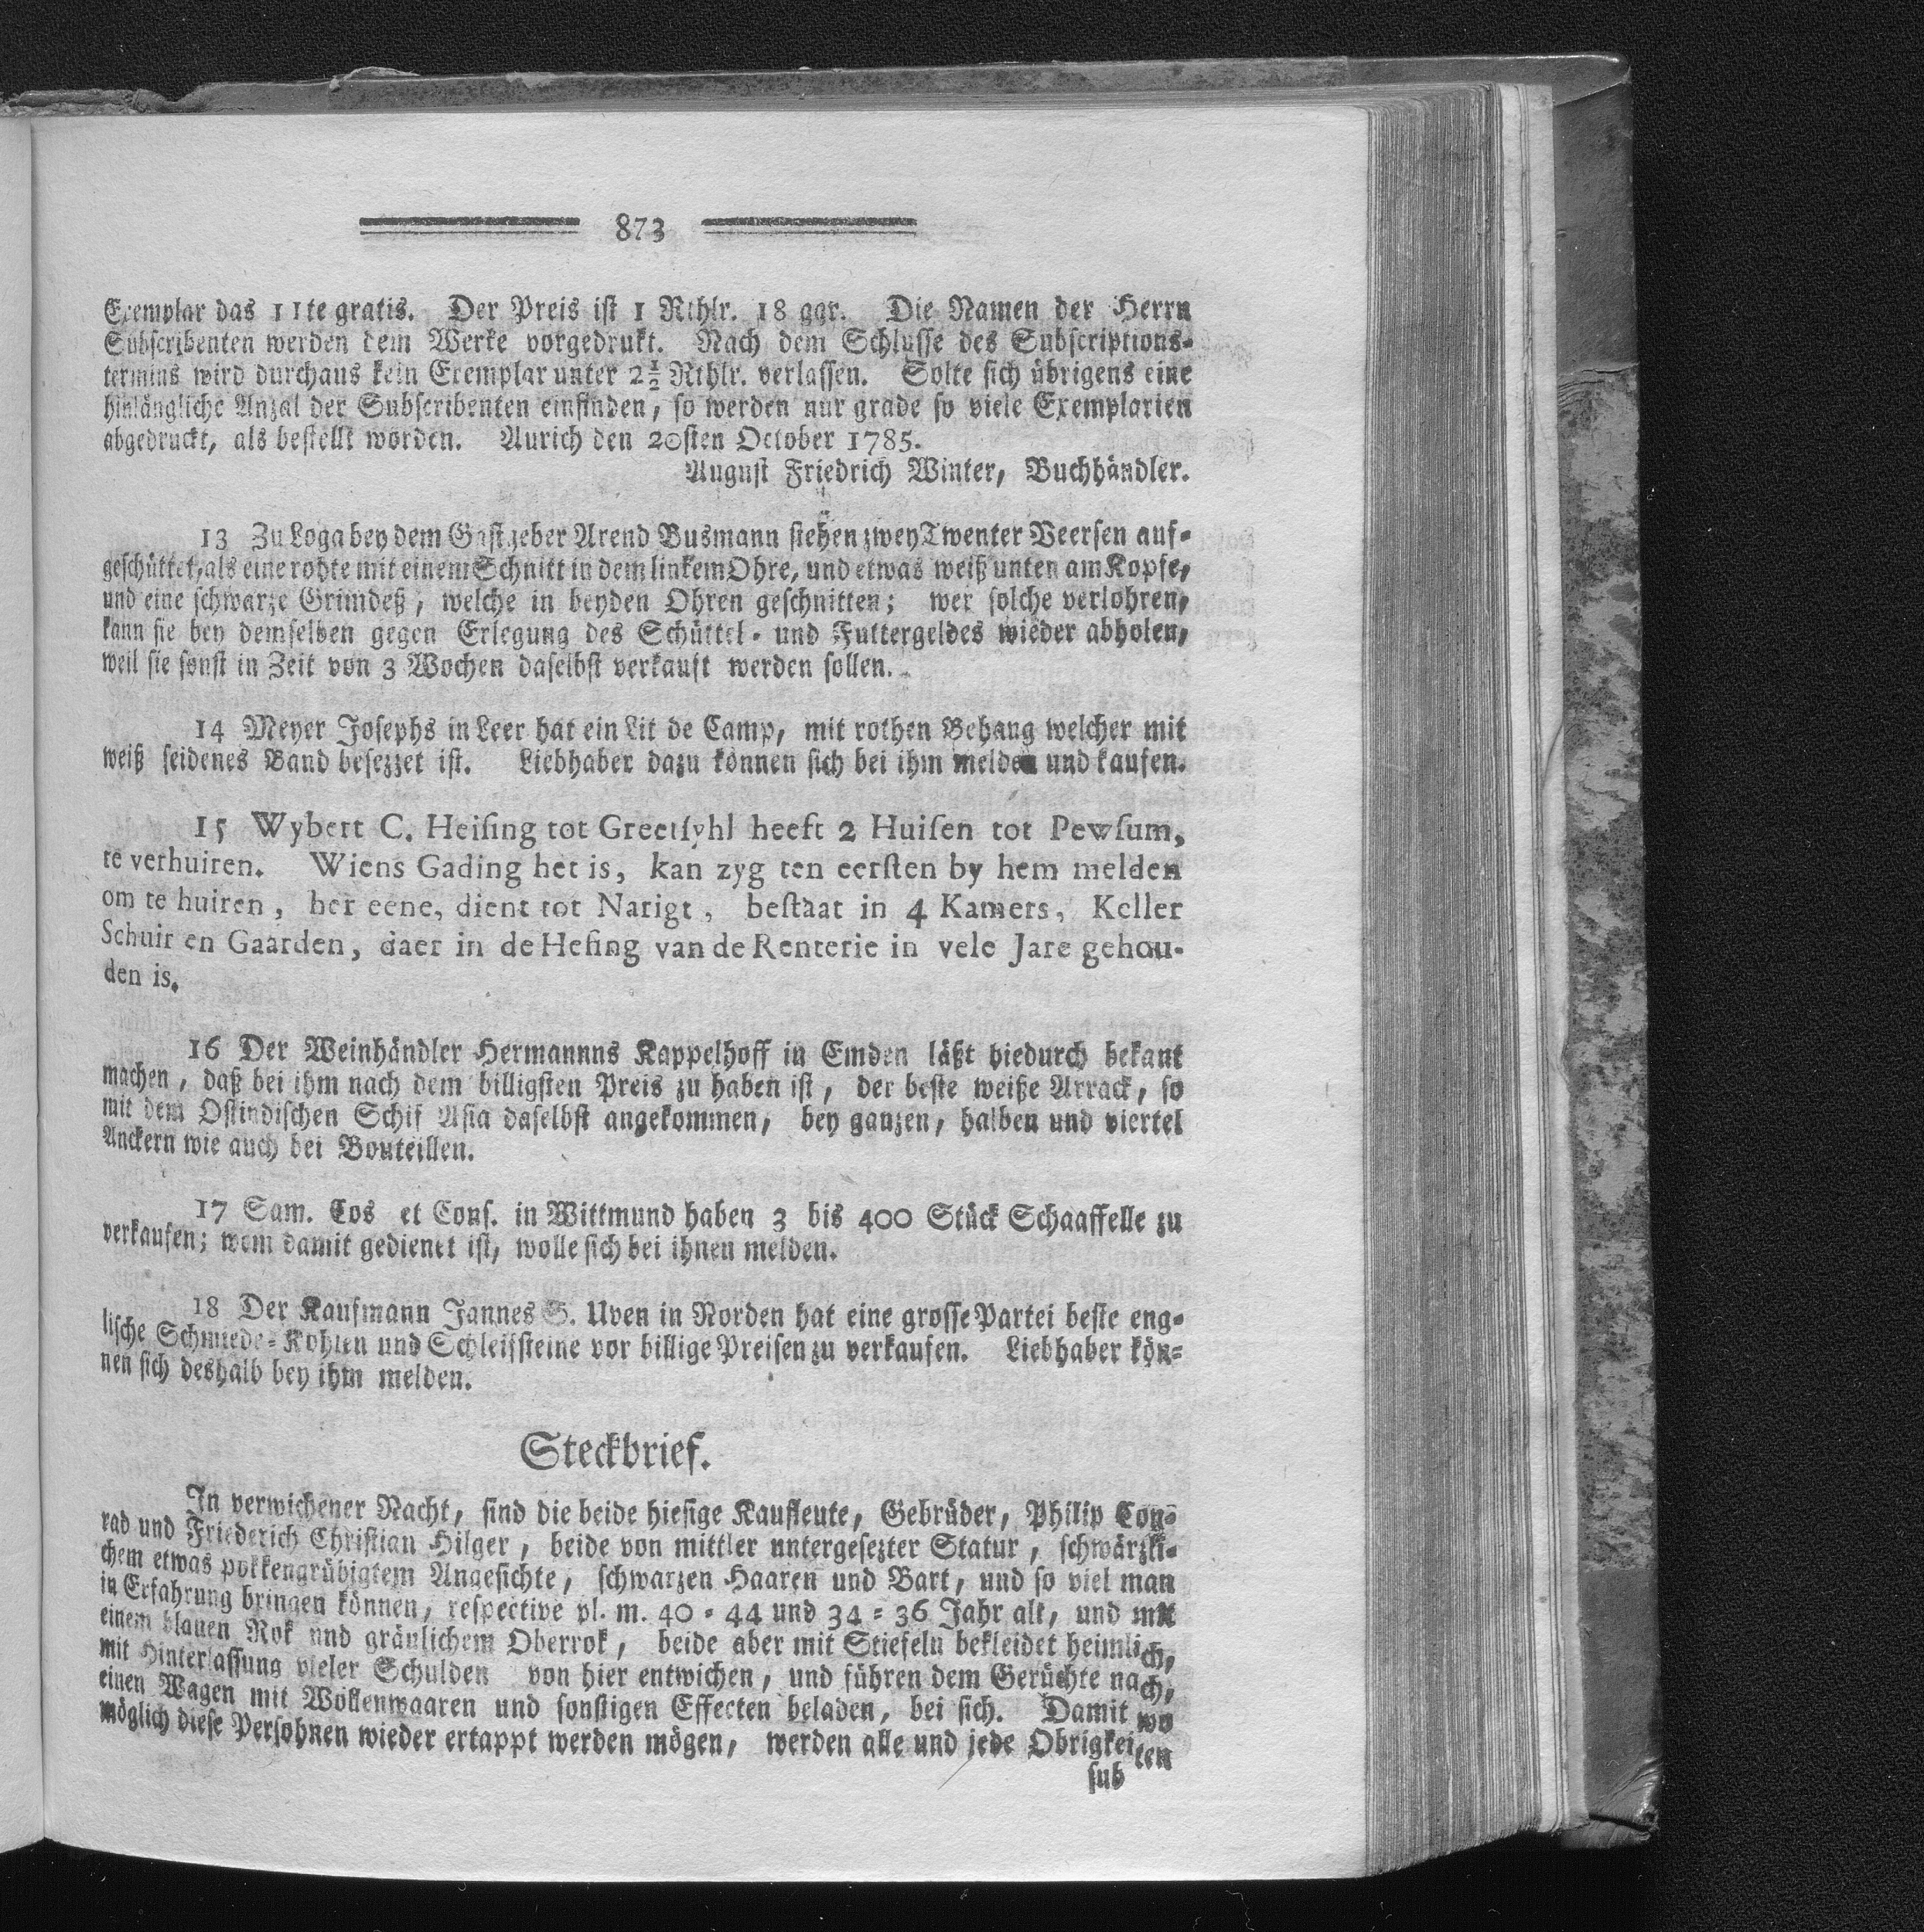 873
Exemplar das 11te gratis. Der Preis ist 1 Rthlr. 18 ggr. Die Namen der Herrn
Subscribenten werden dem Werke vorgedrukt. Nach dem Schlusse des Subscriptions-
termins wird durchaus kein Exemplar unter 2½ Rthlr. verlassen. Solte sich übrigens eine
hinlängliche Anzal der Subscribenten einfinden, so werden nur grade so viele Exemplarien
abgedruckt, als bestellt worden. Aurich den 20sten October 1785.
August Friedrich Winter, Buchhändler.
13 Zu Loga bey dem Gastgeber Arend Busmann stehen zwey Twenter Veersen auf-
geschüttet, als eine rohte mit einem Schnitt in dem linkem Ohre, und etwas weiß unten am Kopfe,
und eine schwarze Grimdeß, welche in beyden Ohren geschnitten; wer solche verlohren,
kann sie bey demselben gegen Erlegung des Schüttel- und Futtergeldes wieder abholen,
weil sie sonst in Zeit von 3 Wochen daselbst verkauft werden sollen.
14 Meyer Josephs in Leer hat ein Lit de Camp, mit rothen Behang welcher mit
weiß seidenes Band besezzet ist. Liebhaber dazu können sich bei ihm melden und kaufen.
15 Wybert C. Heising tot Greetsyhl heeft 2 Huisen tot Pewsum,
te verhuiren. Wiens Gading het is, kan zyg ten eersten by hem melden
om te huiren, her eene, dient tot Narigt, bestaat in 4 Kamers, Keller
Schuir en Gaarden, daer in de Hesing van de Renterie in vele Jare gehou-
den is.
16 Der Weinhändler Hermannns Kappelhoff in Emden läßt hiedurch bekant
machen, daß bei ihm nach dem billigsten Preis zu haben ist, der beste weiße Arrack, so
mit dem Ostindischen Schif Asia daselbst angekommen, bey ganzen, halben und viertel
Anckern wie auch bei Bouteillen.
17 Sam. Cos et Cons. in Wittmund haben 3 bis 400 Stück Schaaffelle zu
verkaufen; wem damit gedienet ist, wolle sich bei ihnen melden.
18 Der Kaufmann Jannes S. Uven in Norden hat eine grosse Partei beste eng-
lische Schmiede-Kohlen und Schleifsteine vor billige Preisen zu verkaufen. Liebhaber kön-
nen sich deshalb bey ihm melden.
Steckbrief.
In verwichener Nacht, sind die beide hiesige Kaufleute, Gebrüder, Philip Con-
rad und Friederich Christian Hilger, beide von mittler untergesezter Statur, schwärzli-
chem etwas pokkengrübigtem Angesichte, schwarzen Haaren und Bart, und so viel man
in Erfahrung bringen können, respective pl. m. 40 - 44 und 34 - 36 Jahr alt, und mit
einem blauen Rok und gräulichem Oberrok, beide aber mit Stiefeln bekleidet heimlich,
mit Hinterlassung vieler Schulden von hier entwichen, und führen dem Gerüchte nach,
einen Wagen mit Wollenwaaren und sonstigen Effecten beladen, bei sich. Damit wo
möglich diese Persohnen wieder ertappt werden mögen, werden alle und jede Obrigkeiten
sub